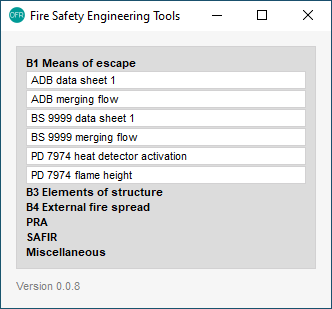 OFR Fire Safety Engineering Tools
B1 Means of escape
ADB data sheet 1
ADB merging flow
BS 9999 data sheet 1
BS 9999 merging flow
PD 7974 heat detector activation
PD 7974 flame height
B3 Elements of structure
B4 External fire spread
PRA
SAFIR
Miscellaneous
Version 0.0.8